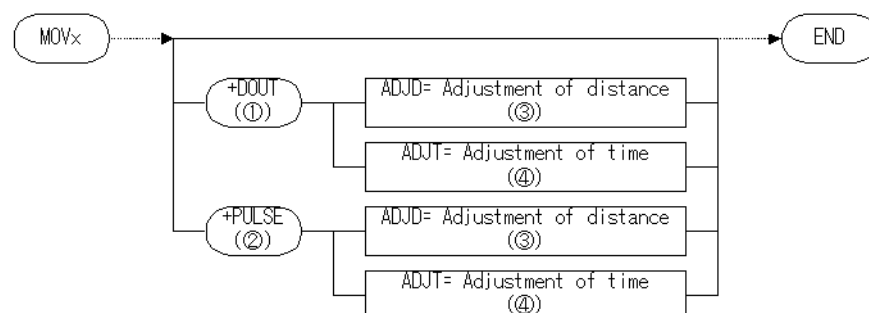 MOVx
END
+DOUT
(①)
ADJD= Adjustment of distance
(③)
ADJT= Adjustment of time
(④)
+PULSE
(②)
ADJD= Adjustment of distance
(③)
ADJT= Adjustment of time
(④)